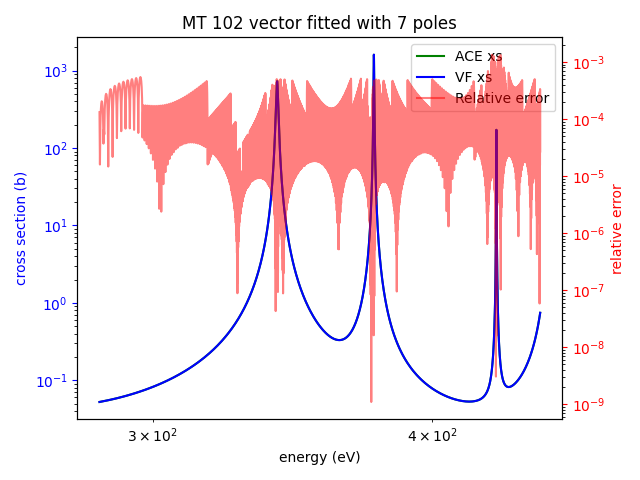 MT 102 vector fitted with 7 poles
ACE xs
VF xs
Relative error
cross section (b)
10³
10²
10¹
10⁰
10⁻¹
relative error
10⁻³
10⁻⁴
10⁻⁵
10⁻⁶
10⁻⁷
10⁻⁸
10⁻⁹
3 × 10²
4 × 10²
energy (eV)